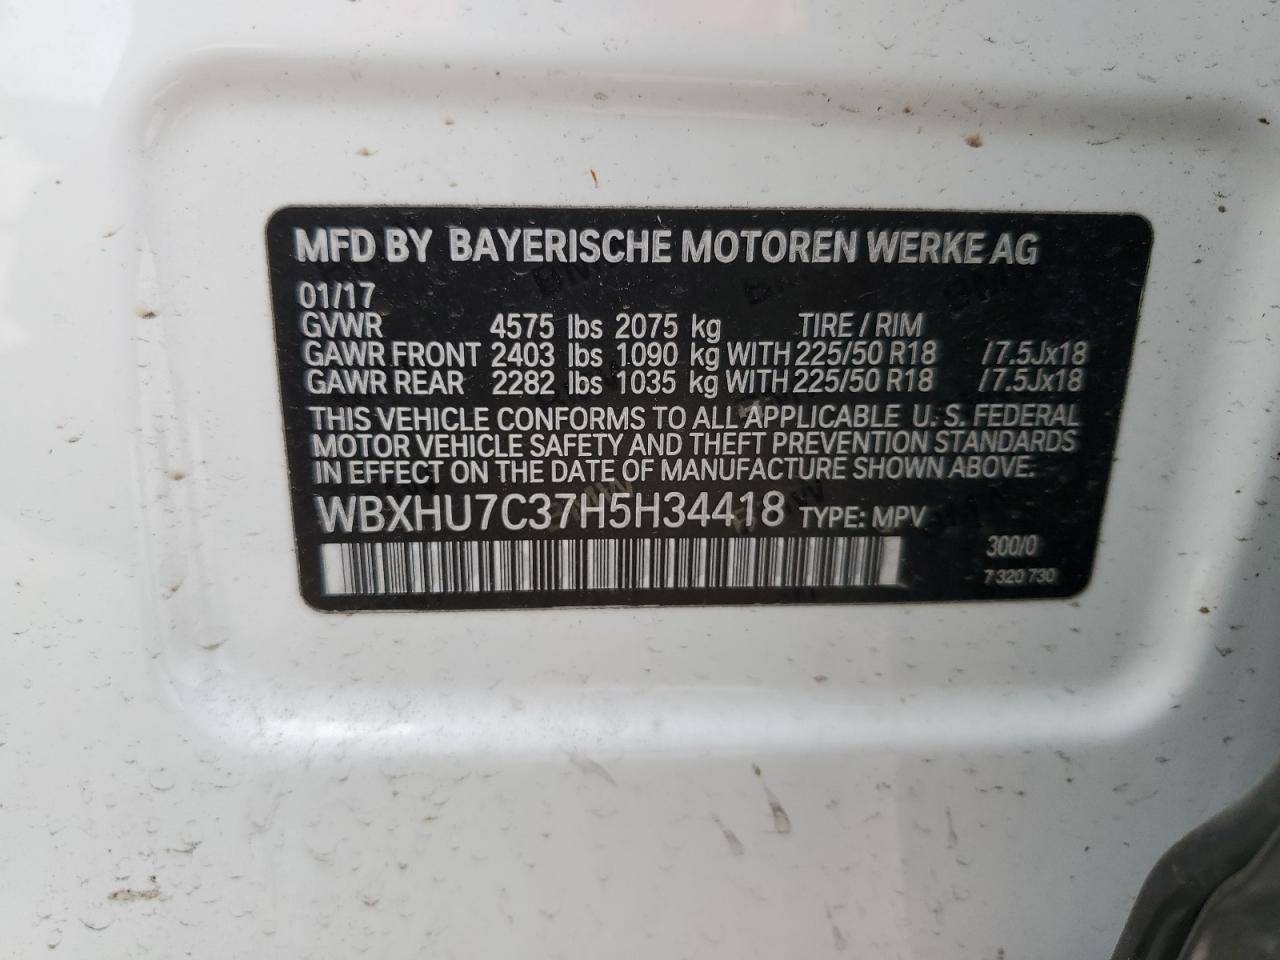 MFD BY BAYERISCHE MOTOREN WERKE AG
01/17
GVWR 4575 lbs 2075 kg TIRE / RIM
GAWR FRONT 2403 lbs 1090 kg WITH 225/50 R18 / 7.5Jx18
GAWR REAR 2282 lbs 1035 kg WITH 225/50 R18 / 7.5Jx18
THIS VEHICLE CONFORMS TO ALL APPLICABLE U. S. FEDERAL
MOTOR VEHICLE SAFETY AND THEFT PREVENTION STANDARDS
IN EFFECT ON THE DATE OF MANUFACTURE SHOWN ABOVE.
WBXHU7C37H5H34418 TYPE: MPV
300/0
7 320 730